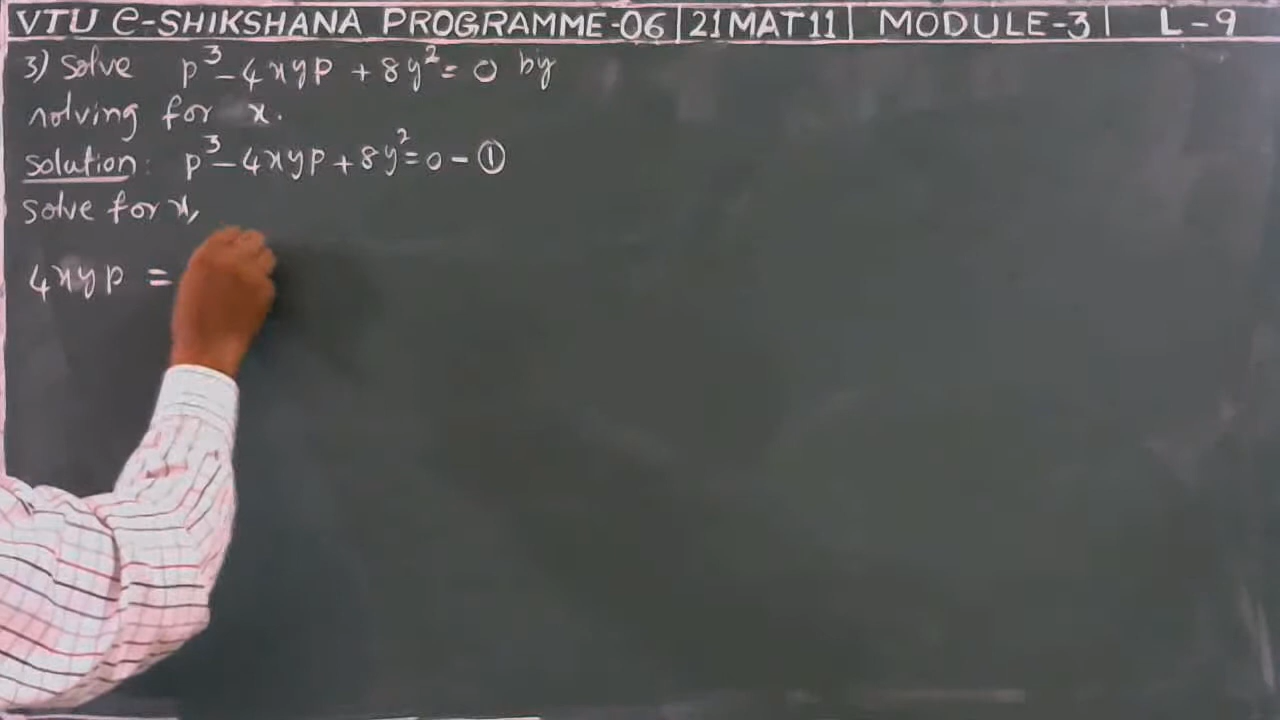 VTU e-SHIKSHANA PROGRAMME-06 | 21MAT11 | MODULE-3 | L-9
3) Solve p³-4xyp+8y²=0 by
solving for x.
Solution: p³-4xyp+8y²=0-①
Solve for x,
4xyp =